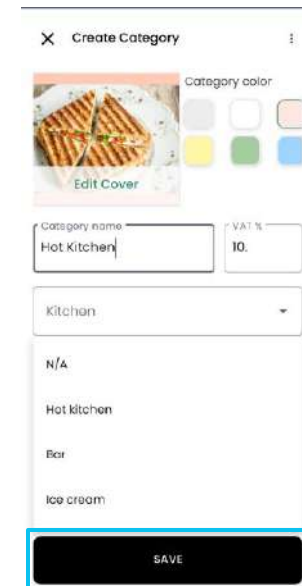 Create Category
Category color
Edit Cover
Category name
VAT %
Hot Kitchen
10.
Kitchen
N/A
Hot kitchen
Bar
Ice cream
SAVE